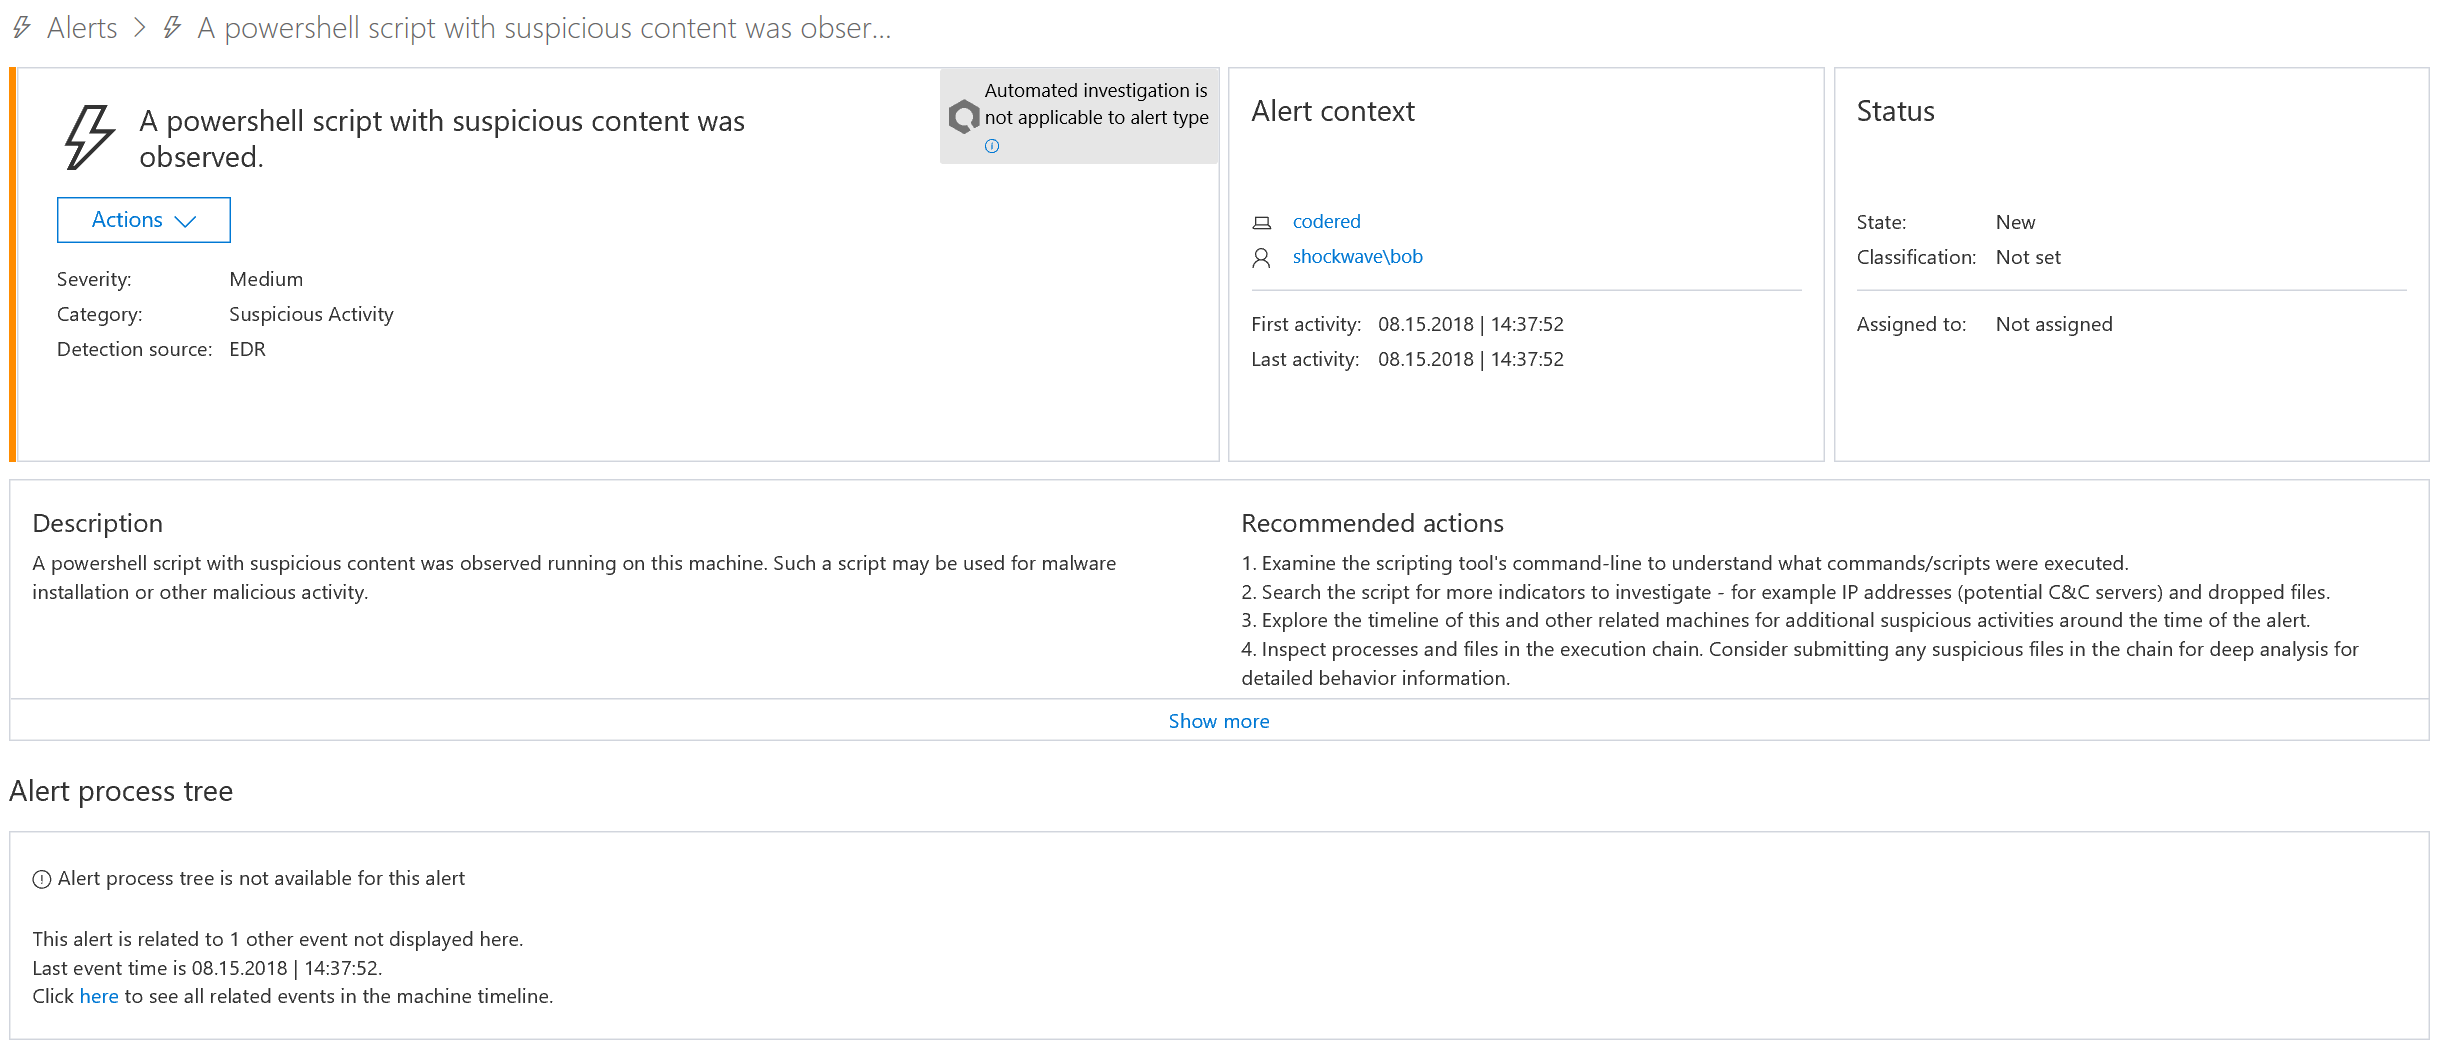 Alerts > A powershell script with suspicious content was obser...
A powershell script with suspicious content was
observed.
Automated investigation is
not applicable to alert type
Actions
Severity: Medium
Category: Suspicious Activity
Detection source: EDR
Alert context
codered
shockwave\bob
First activity: 08.15.2018 | 14:37:52
Last activity: 08.15.2018 | 14:37:52
Status
State: New
Classification: Not set
Assigned to: Not assigned
Description
A powershell script with suspicious content was observed running on this machine. Such a script may be used for malware
installation or other malicious activity.
Recommended actions
1. Examine the scripting tool's command-line to understand what commands/scripts were executed.
2. Search the script for more indicators to investigate - for example IP addresses (potential C&C servers) and dropped files.
3. Explore the timeline of this and other related machines for additional suspicious activities around the time of the alert.
4. Inspect processes and files in the execution chain. Consider submitting any suspicious files in the chain for deep analysis for
detailed behavior information.
Show more
Alert process tree
Alert process tree is not available for this alert
This alert is related to 1 other event not displayed here.
Last event time is 08.15.2018 | 14:37:52.
Click here to see all related events in the machine timeline.